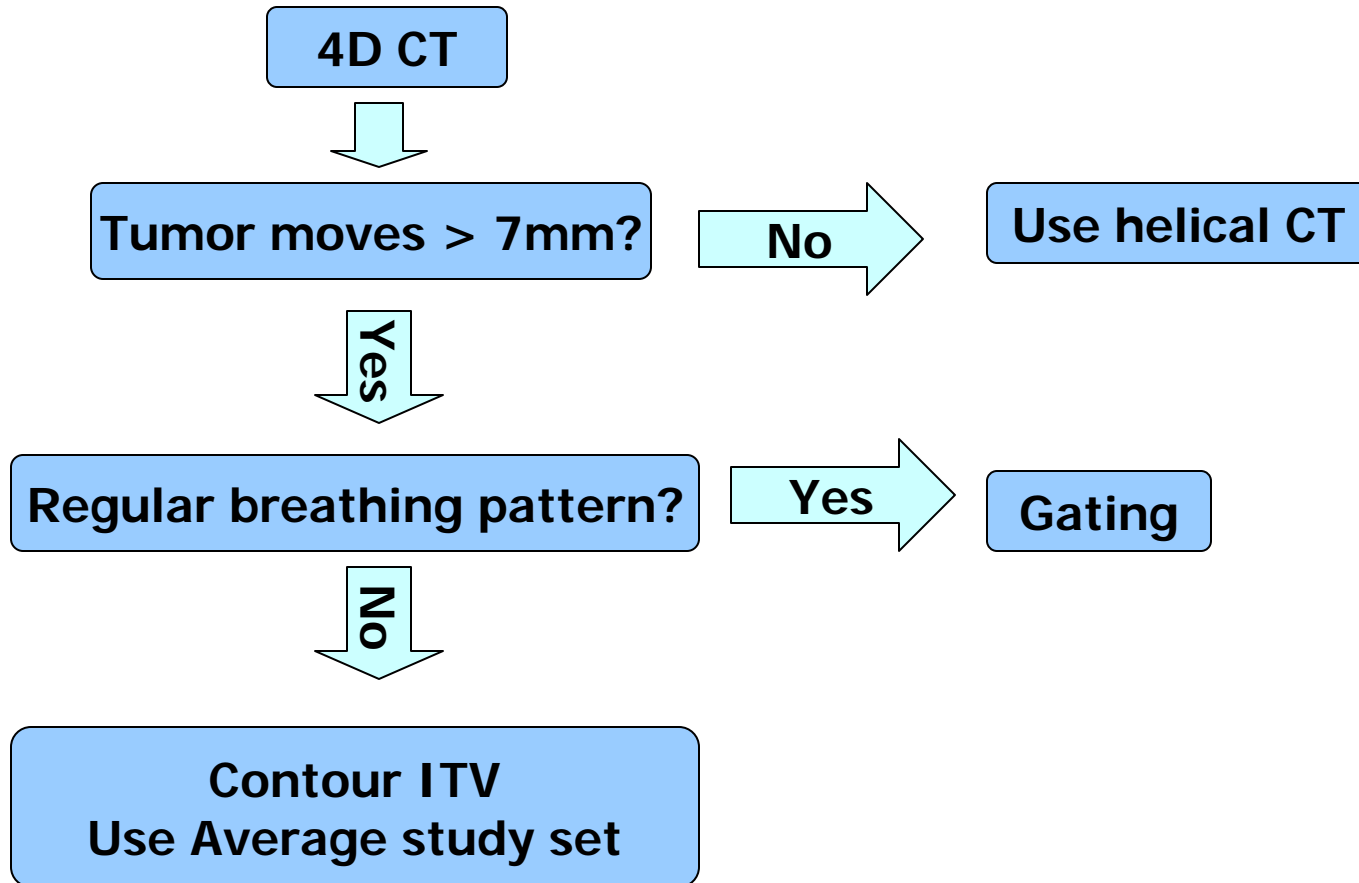 4D CT
Tumor moves > 7mm?
No
Use helical CT
Yes
Regular breathing pattern?
Yes
Gating
No
Contour ITV
Use Average study set